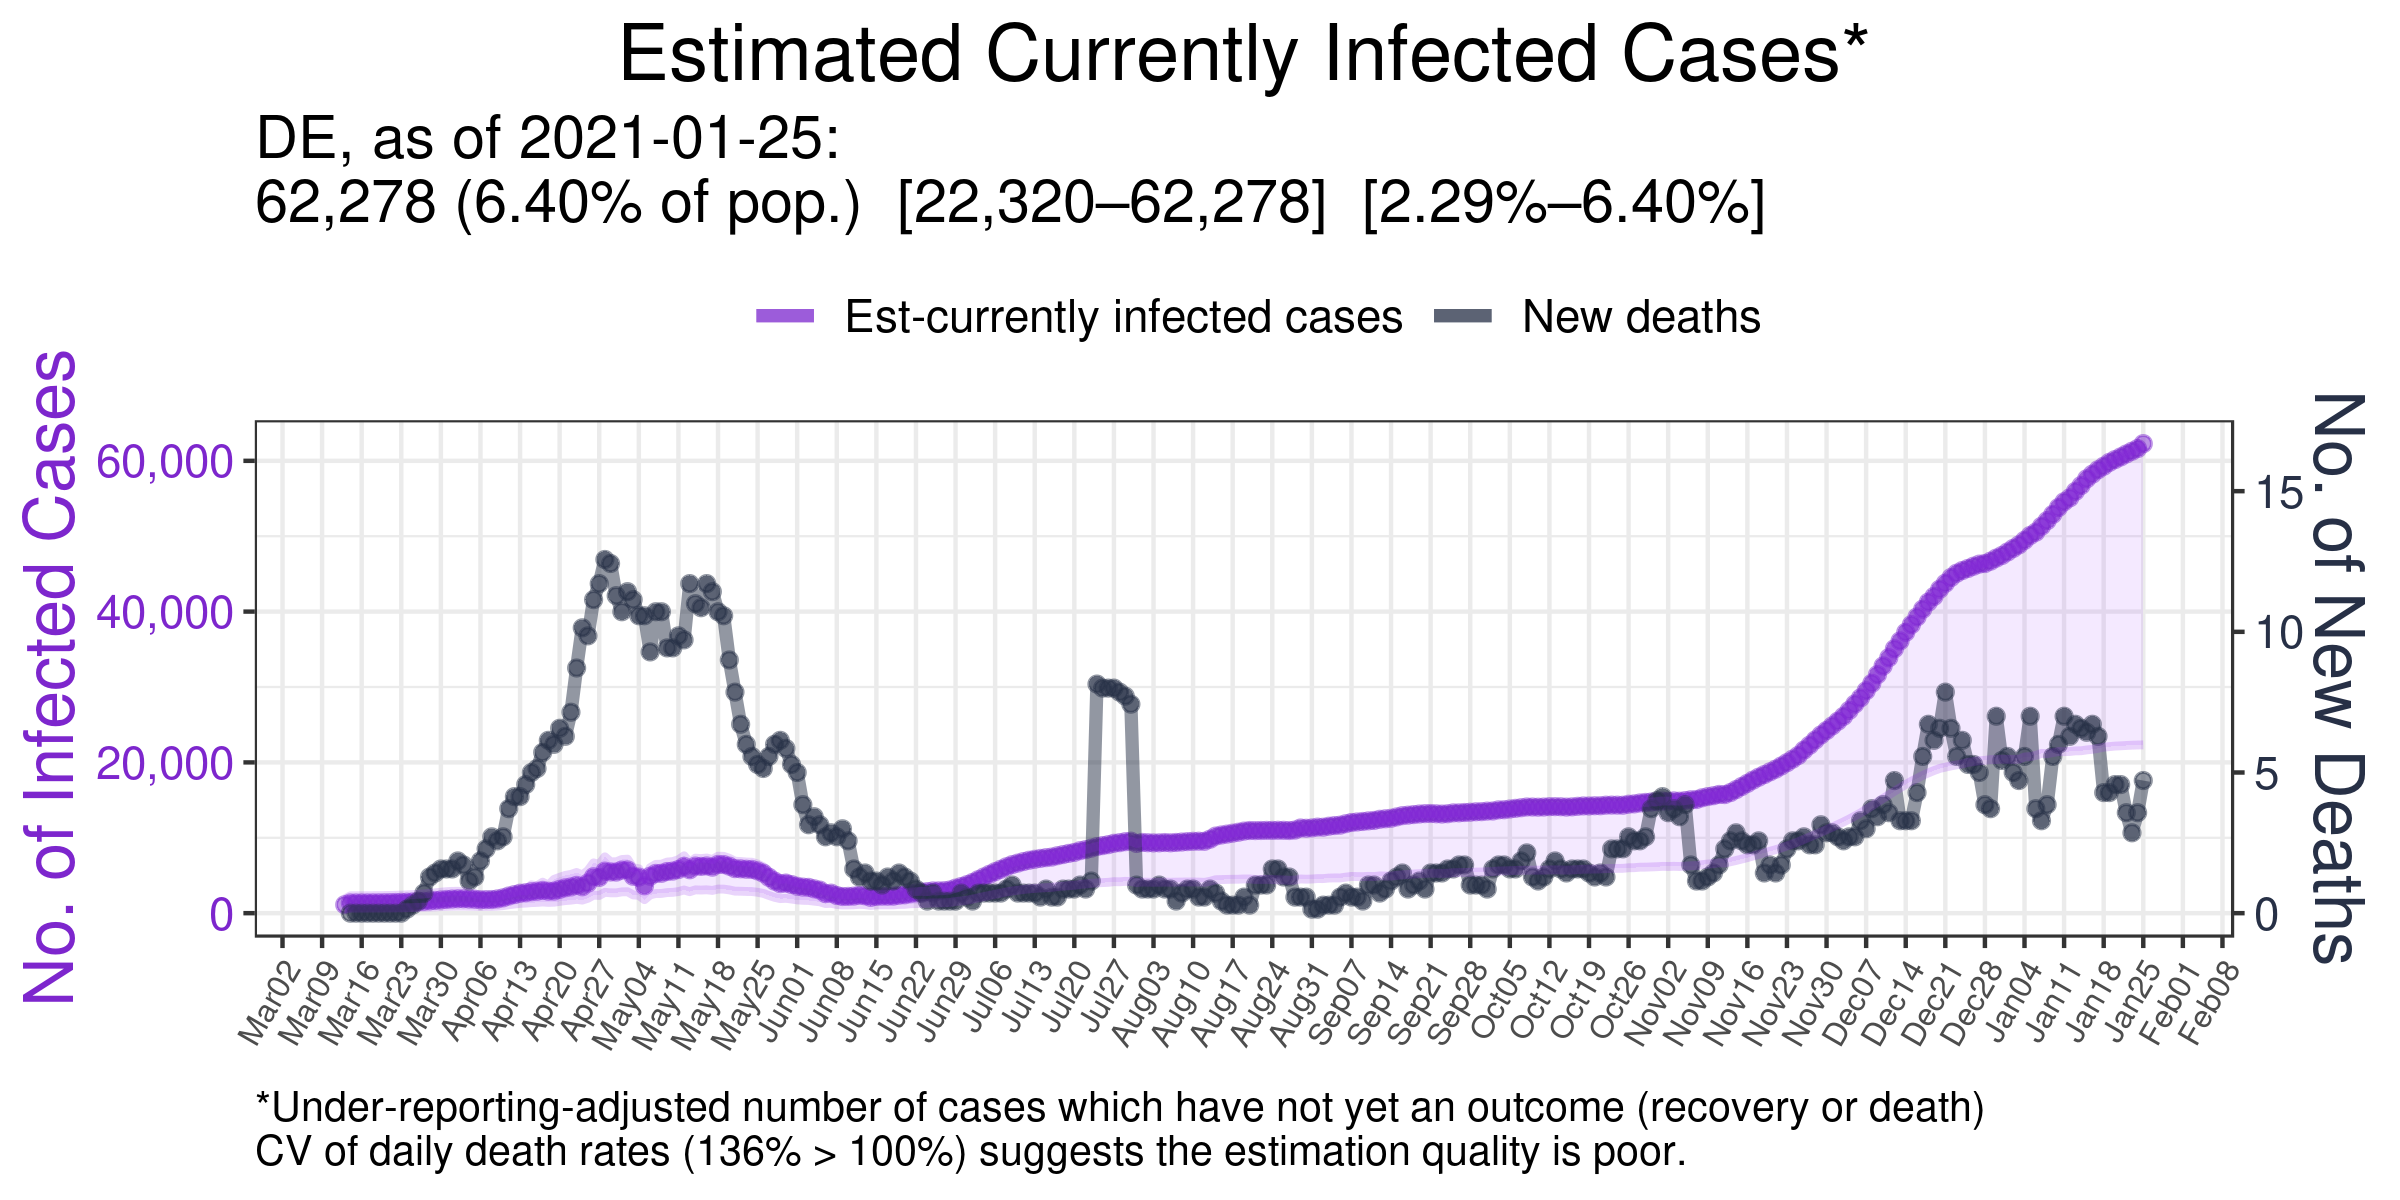 Estimated Currently Infected Cases*
DE, as of 2021-01-25:
62,278 (6.40% of pop.)  [22,320–62,278]  [2.29%–6.40%]
Est-currently infected cases
New deaths
No. of Infected Cases
60,000
40,000
20,000
0
15
10
5
0
No. of New Deaths
Mar02
Mar09
Mar16
Mar23
Mar30
Apr06
Apr13
Apr20
Apr27
May04
May11
May18
May25
Jun01
Jun08
Jun15
Jun22
Jun29
Jul06
Jul13
Jul20
Jul27
Aug03
Aug10
Aug17
Aug24
Aug31
Sep07
Sep14
Sep21
Sep28
Oct05
Oct12
Oct19
Oct26
Nov02
Nov09
Nov16
Nov23
Nov30
Dec07
Dec14
Dec21
Dec28
Jan04
Jan11
Jan18
Jan25
Feb01
Feb08
*Under-reporting-adjusted number of cases which have not yet an outcome (recovery or death)
CV of daily death rates (136% > 100%) suggests the estimation quality is poor.